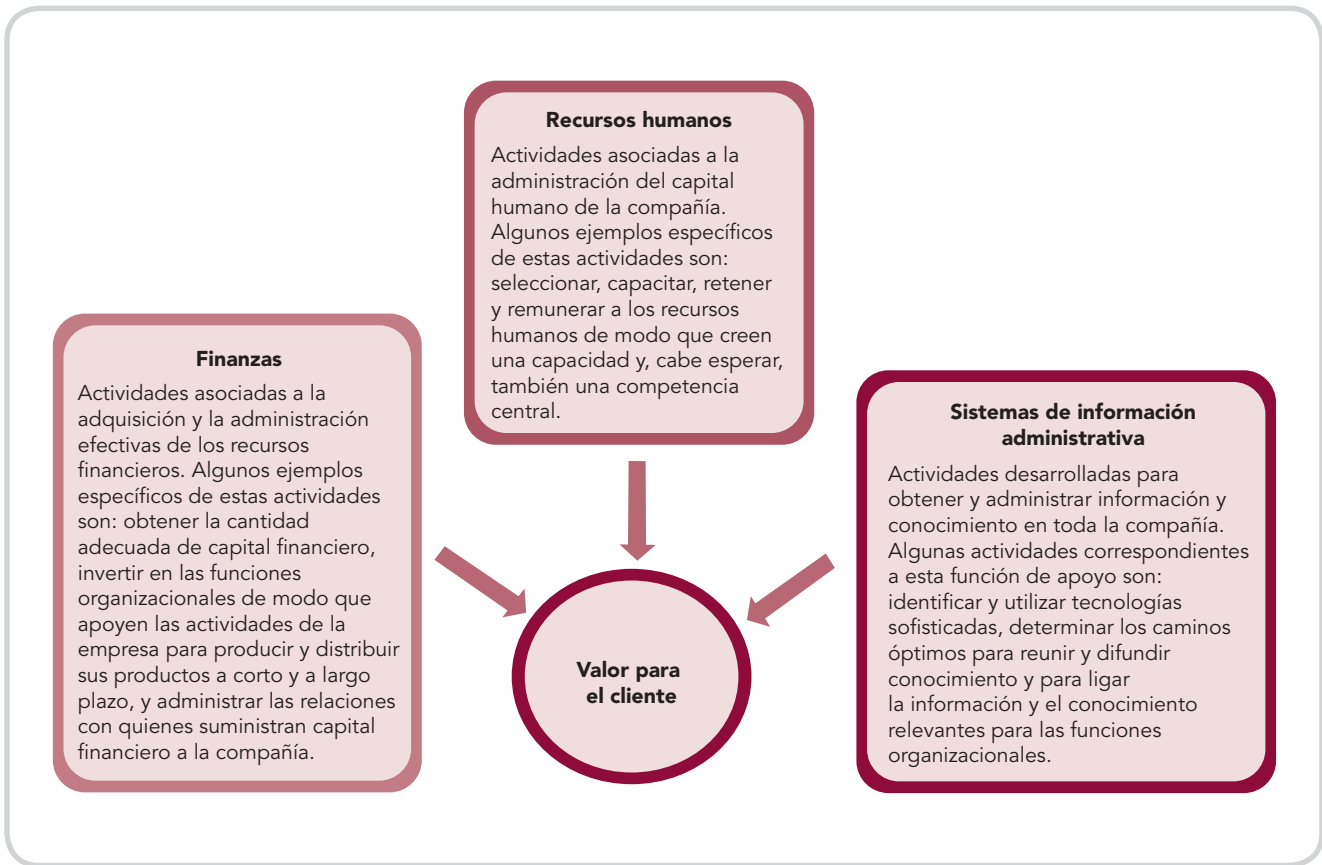 Recursos humanos
Actividades asociadas a la
administración del capital
humano de la compañía.
Algunos ejemplos específicos
de estas actividades son:
seleccionar, capacitar, retener
y remunerar a los recursos
humanos de modo que creen
una capacidad y, cabe esperar,
también una competencia
central.
Finanzas
Actividades asociadas a la
adquisición y la administración
efectivas de los recursos
financieros. Algunos ejemplos
específicos de estas actividades
son: obtener la cantidad
adecuada de capital financiero,
invertir en las funciones
organizacionales de modo que
apoyen las actividades de la
empresa para producir y distribuir
sus productos a corto y a largo
plazo, y administrar las relaciones
con quienes suministran capital
financiero a la compañía.
Sistemas de información
administrativa
Actividades desarrolladas para
obtener y administrar información y
conocimiento en toda la compañía.
Algunas actividades correspondientes
a esta función de apoyo son:
identificar y utilizar tecnologías
sofisticadas, determinar los caminos
óptimos para reunir y difundir
conocimiento y para ligar
la información y el conocimiento
relevantes para las funciones
organizacionales.
Valor para
el cliente